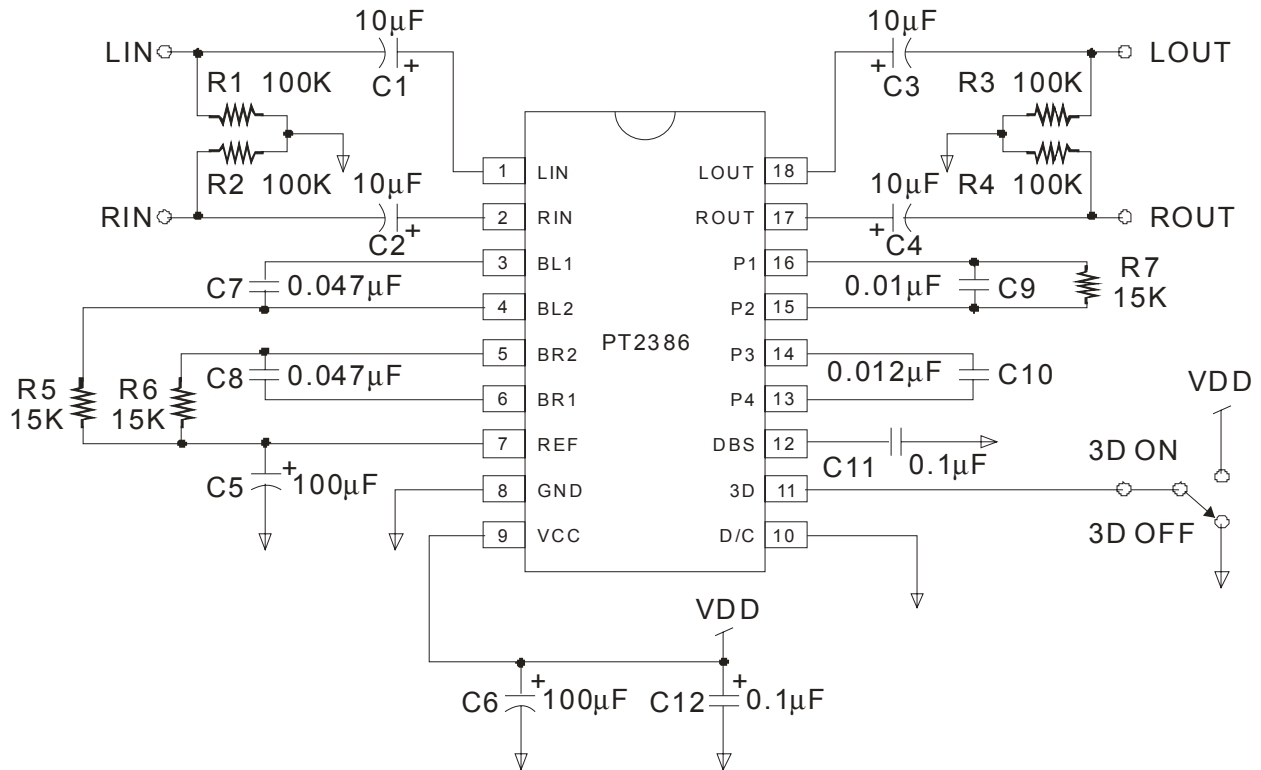 10µF
10µF
LIN
+
C1
+
C3
LOUT
R1 100K
R3 100K
1 LIN
LOUT 18
R2 100K
10µF
10µF
R4 100K
RIN
2 RIN
ROUT 17
ROUT
C2 +
+ C4
3 BL1
P1 16
R7
15K
C7 0.047µF
0.01µF C9
4 BL2
P2 15
PT2386
5 BR2
P3 14
R5
15K
R6
15K
C8 0.047µF
0.012µF C10
VDD
6 BR1
P4 13
7 REF
DBS 12
3D ON
C5
+
100µF
C11 0.1µF
8 GND
3D 11
3D OFF
9 VCC
D/C 10
VDD
C6
+
100µF
C12
+
0.1µF